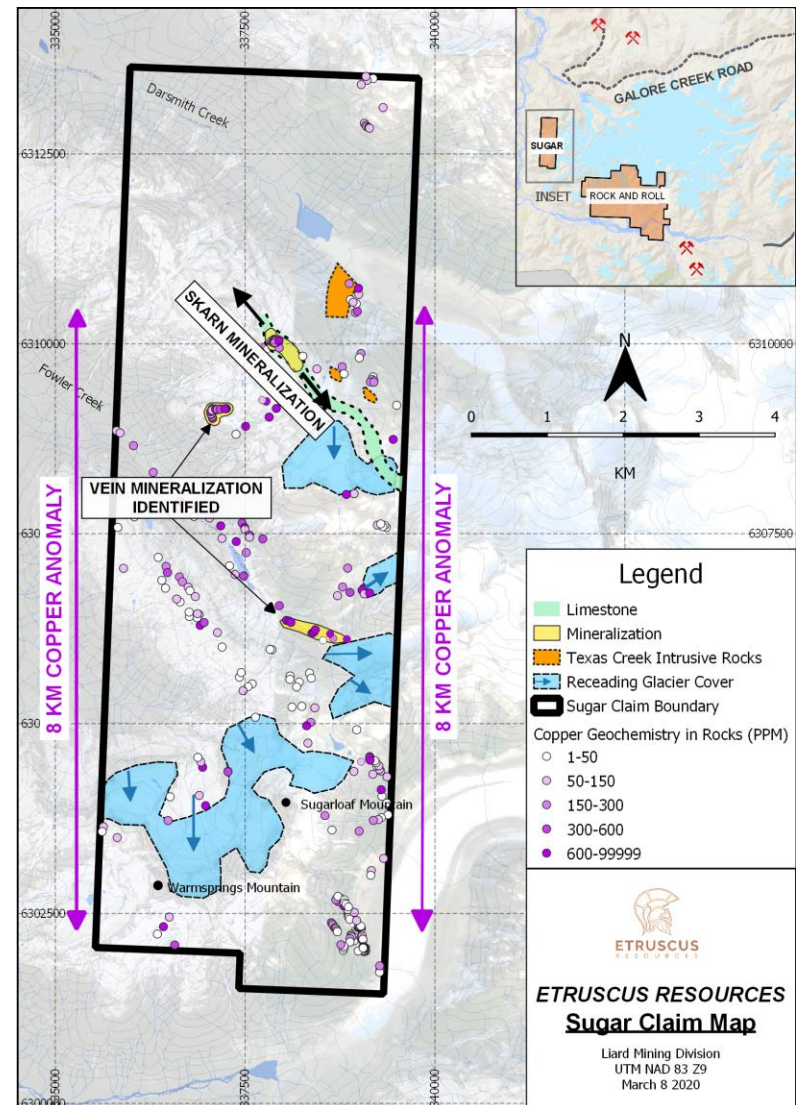 335000
337500
340000
Darsmith Creek
6312500
GALORE CREEK ROAD
SUGAR
INSET
ROCK AND ROLL
SKARN MINERALIZATION
6310000
N
0 1 2 3 4
KM
Fowler Creek
VEIN MINERALIZATION
IDENTIFIED
8 KM COPPER ANOMALY
8 KM COPPER ANOMALY
630
6307500
630
Sugarloaf Mountain
Warmsprings Mountain
6302500
Legend
Limestone
Mineralization
Texas Creek Intrusive Rocks
Receading Glacier Cover
Sugar Claim Boundary
Copper Geochemistry in Rocks (PPM)
1-50
50-150
150-300
300-600
600-99999
ETRUSCUS
RESOURCES
ETRUSCUS RESOURCES
Sugar Claim Map
Liard Mining Division
UTM NAD 83 Z9
March 8 2020
337500
340000